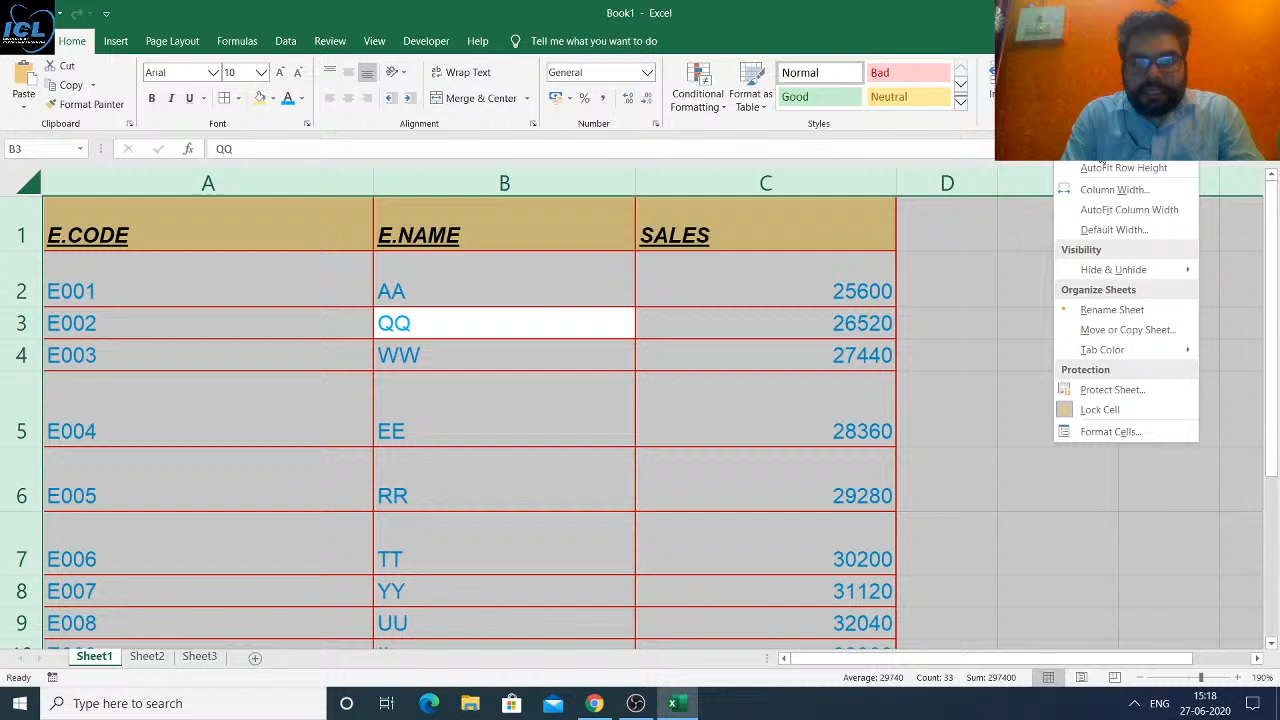 ICL
Book1 - Excel
Home Insert Page Layout Formulas Data Review View Developer Help Tell me what you want to do
Cut
Copy
Format Painter
Paste
Clipboard
Arial 10
B I U
Font
Wrap Text
Merge & Center
Alignment
General
Number
Conditional Formatting
Format as Table
Normal Bad
Good Neutral
Styles
B3 fx QQ
AutoFit Row Height
Column Width...
AutoFit Column Width
Default Width...
Visibility
Hide & Unhide
Organize Sheets
Rename Sheet
Move or Copy Sheet...
Tab Color
Protection
Protect Sheet...
Lock Cell
Format Cells...
A B C D
1 E.CODE E.NAME SALES
2 E001 AA 25600
3 E002 QQ 26520
4 E003 WW 27440
5 E004 EE 28360
6 E005 RR 29280
7 E006 TT 30200
8 E007 YY 31120
9 E008 UU 32040
Sheet1 Sheet2 Sheet3
Ready Average: 29740 Count: 33 Sum: 297400 190%
Type here to search
ENG
15:18
27-06-2020